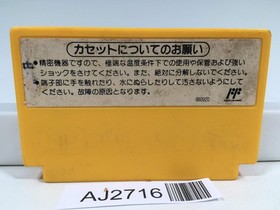 カセットについてのお願い
●精密機器ですので、極端な温度条件下での使用や保管および強い
ショックをさけてください。また、絶対に分解しないでください。
●端子部に手を触れたり、水にぬらしたりして汚さないようにして
ください。故障の原因となります。
AJ2716